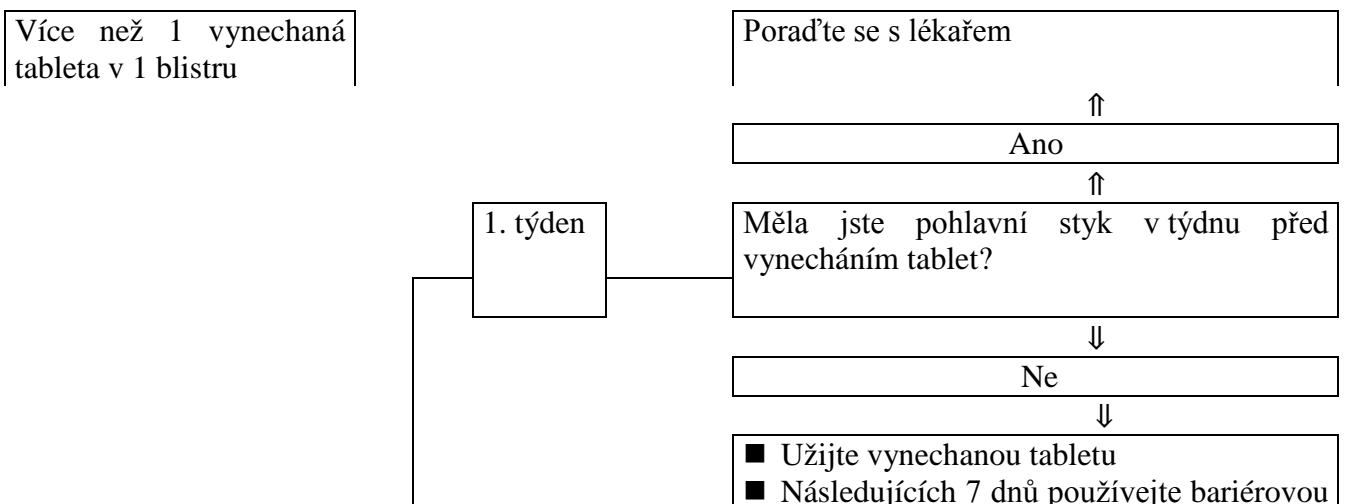 Více než 1 vynechaná
tableta v 1 blistru
Poraďte se s lékařem
⇑
Ano
⇑
1. týden
Měla jste pohlavní styk v týdnu před
vynecháním tablet?
⇓
Ne
⇓
■ Užijte vynechanou tabletu
■ Následujících 7 dnů používejte bariérovou